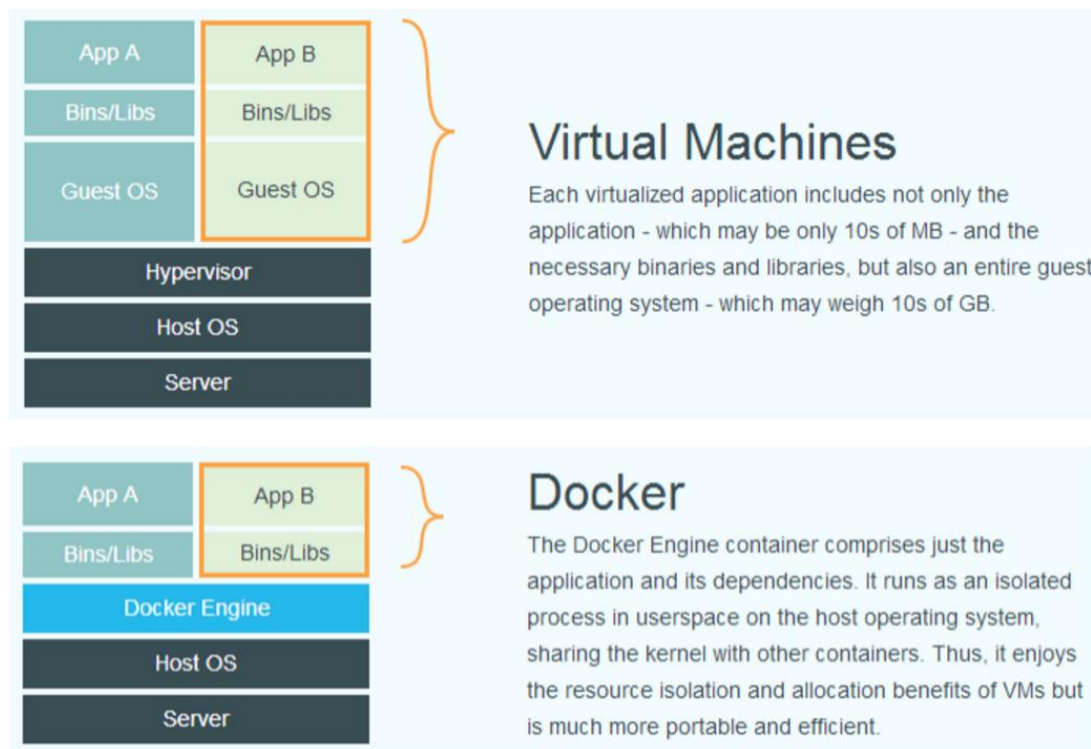 App A
App B
Bins/Libs
Bins/Libs
Guest OS
Guest OS
Hypervisor
Host OS
Server
Virtual Machines
Each virtualized application includes not only the
application - which may be only 10s of MB - and the
necessary binaries and libraries, but also an entire guest
operating system - which may weigh 10s of GB.
App A
App B
Bins/Libs
Bins/Libs
Docker Engine
Host OS
Server
Docker
The Docker Engine container comprises just the
application and its dependencies. It runs as an isolated
process in userspace on the host operating system,
sharing the kernel with other containers. Thus, it enjoys
the resource isolation and allocation benefits of VMs but
is much more portable and efficient.